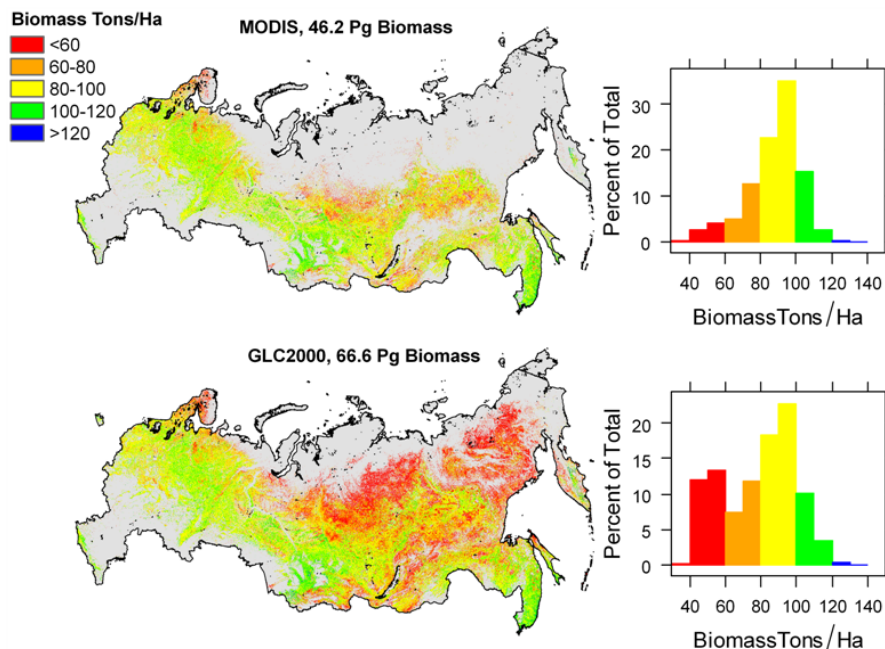 Biomass Tons/Ha
<60
60-80
80-100
100-120
>120
MODIS, 46.2 Pg Biomass
Percent of Total
30
20
10
0
40 60 80 100 120 140
BiomassTons/Ha
GLC2000, 66.6 Pg Biomass
Percent of Total
20
15
10
5
0
40 60 80 100 120 140
BiomassTons/Ha